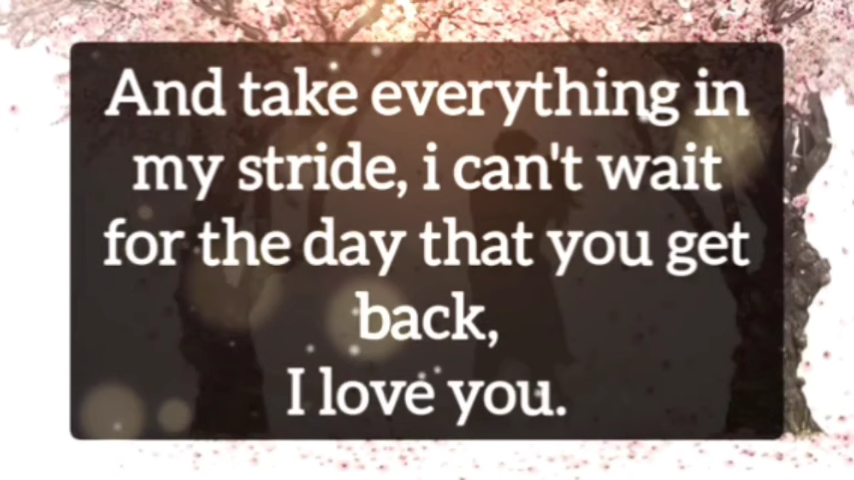 And take everything in
my stride, i can't wait
for the day that you get
back,
I love you.